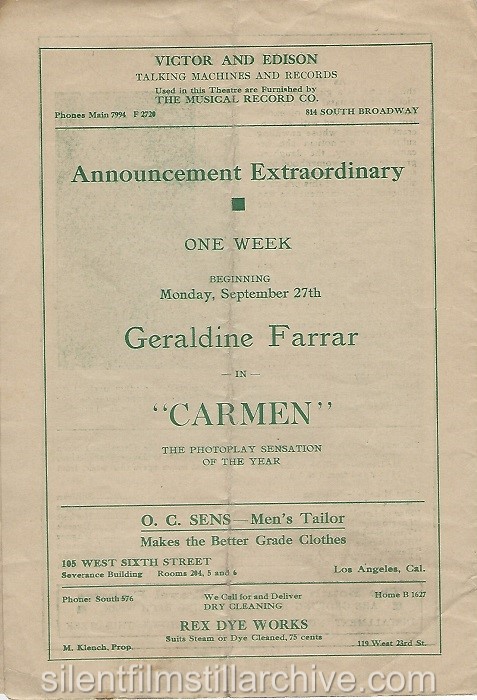 VICTOR AND EDISON
TALKING MACHINES AND RECORDS
Used in this Theatre are Furnished by
THE MUSICAL RECORD CO.
Phones Main 7994 F 2720 814 SOUTH BROADWAY
Announcement Extraordinary
ONE WEEK
BEGINNING
Monday, September 27th
Geraldine Farrar
— IN —
"CARMEN"
THE PHOTOPLAY SENSATION
OF THE YEAR
O. C. SENS—Men's Tailor
Makes the Better Grade Clothes
105 WEST SIXTH STREET
Severance Building Rooms 204, 5 and 6 Los Angeles, Cal.
Phone: South 576 We Call for and Deliver Home B 1627
DRY CLEANING
REX DYE WORKS
Suits Steam or Dye Cleaned, 75 cents
M. Klench, Prop. 119 West 23rd St.
silentfilmstillarchive.com